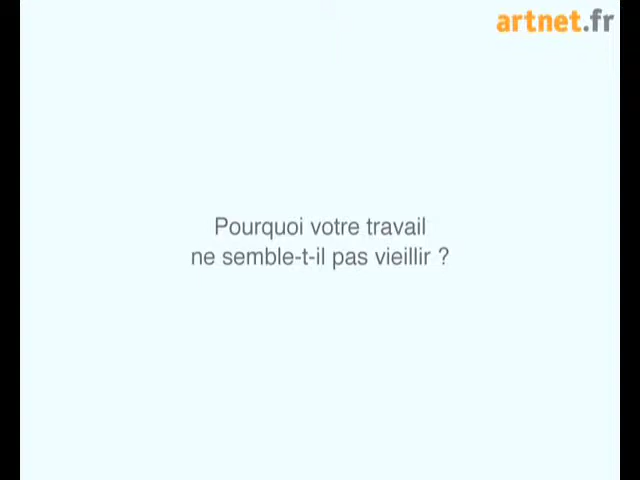 artnet.fr
Pourquoi votre travail
ne semble-t-il pas vieillir ?